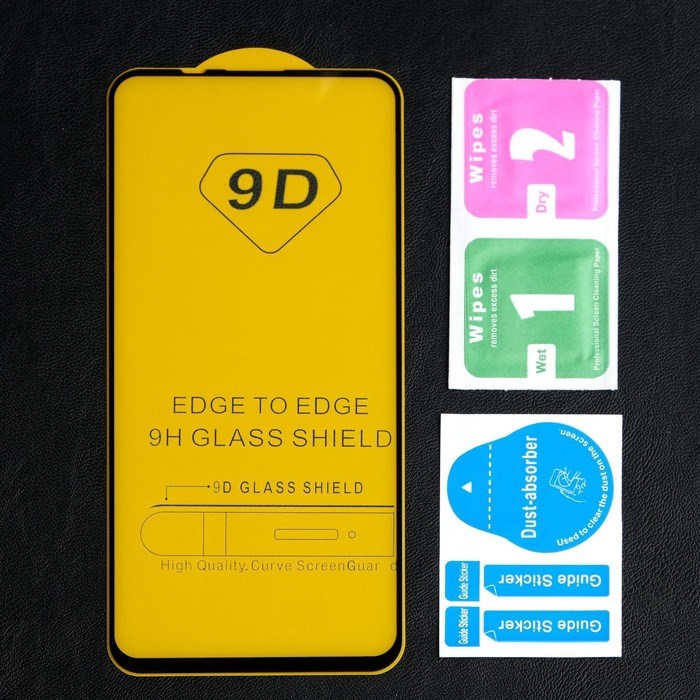 9D
EDGE TO EDGE
9H GLASS SHIELD
9D GLASS SHIELD
High Quality.Curve ScreenGuar d
Wipes
removes excess dirt
2
Dry
Professional Screen Cleaning Paper
Wipes
removes excess dirt
1
Wet
Professional Screen Cleaning Paper
Dust-absorber
Used to clear the dust on the screen.
Guide Sticker
Guide Sticker
Guide Sticker
Guide Sticker